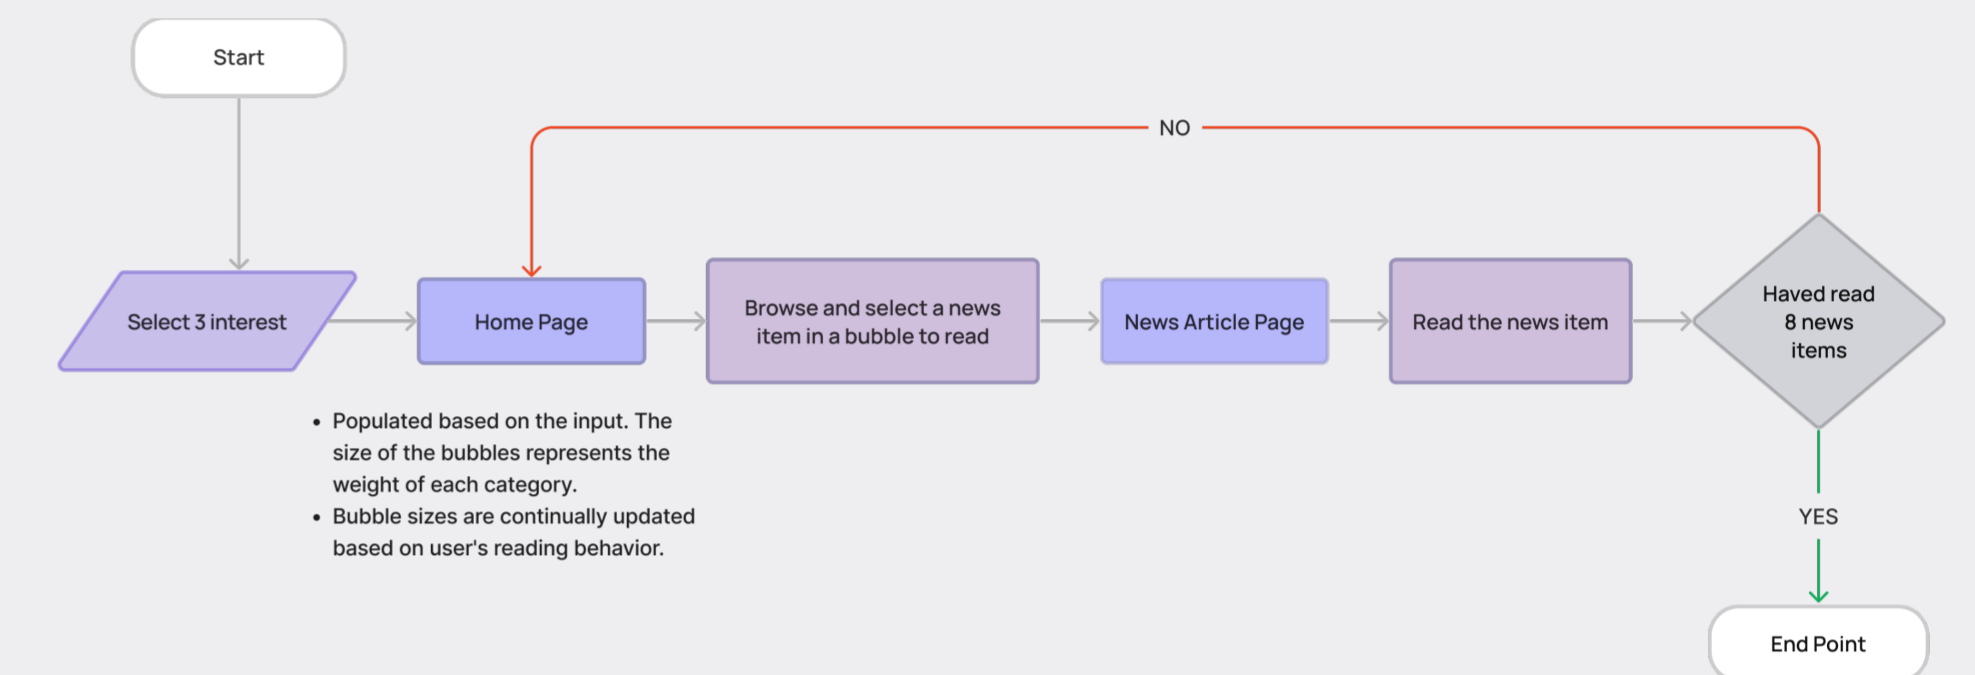 Start
NO
Select 3 interest
Home Page
Browse and select a news
item in a bubble to read
News Article Page
Read the news item
Haved read
8 news
items
• Populated based on the input. The
size of the bubbles represents the
weight of each category.
• Bubble sizes are continually updated
based on user's reading behavior.
YES
End Point